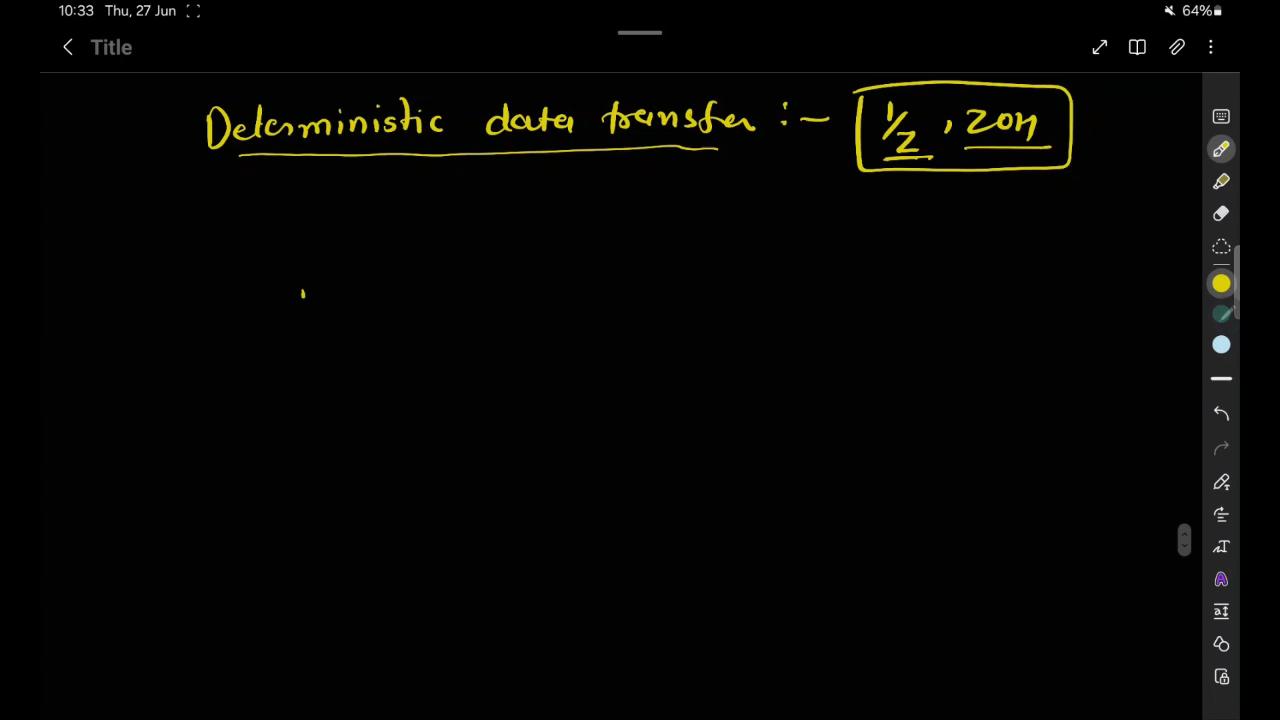 10:33 Thu, 27 Jun 64%
Title
Deterministic data transfer :- 1/2, 20M